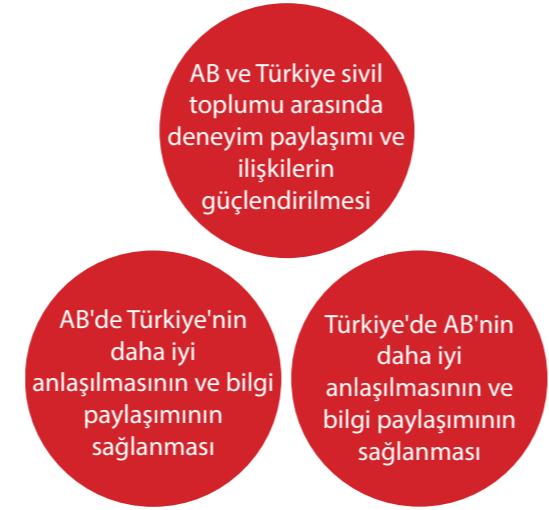 AB ve Türkiye sivil
toplumu arasında
deneyim paylaşımı ve
ilişkilerin
güçlendirilmesi
AB'de Türkiye'nin
daha iyi
anlaşılmasının ve bilgi
paylaşımının
sağlanması
Türkiye'de AB'nin
daha iyi
anlaşılmasının ve
bilgi paylaşımının
sağlanması